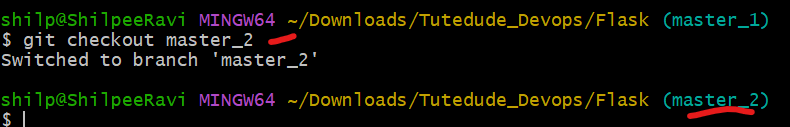 shilp@ShilpeeRavi MINGW64 ~/Downloads/Tutedude_Devops/Flask (master_1)
$ git checkout master_2
Switched to branch 'master_2'
shilp@ShilpeeRavi MINGW64 ~/Downloads/Tutedude_Devops/Flask (master_2)
$